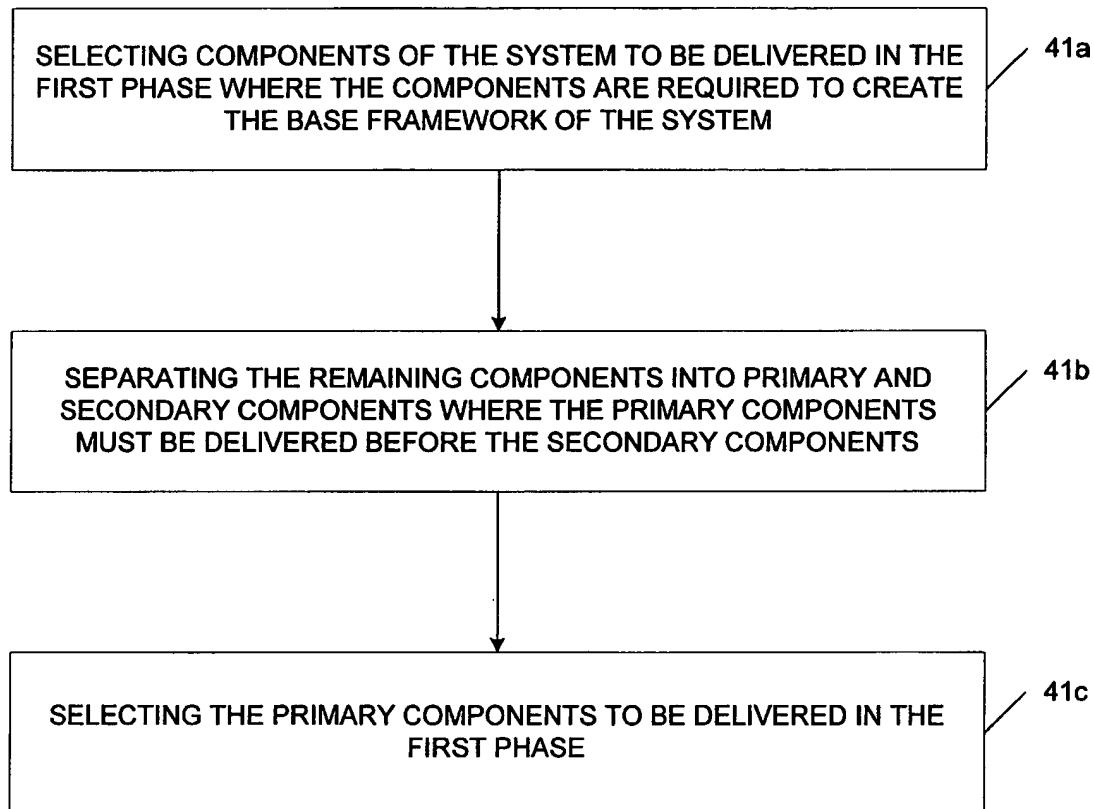 SELECTING COMPONENTS OF THE SYSTEM TO BE DELIVERED IN THE
FIRST PHASE WHERE THE COMPONENTS ARE REQUIRED TO CREATE
THE BASE FRAMEWORK OF THE SYSTEM
41a
SEPARATING THE REMAINING COMPONENTS INTO PRIMARY AND
SECONDARY COMPONENTS WHERE THE PRIMARY COMPONENTS
MUST BE DELIVERED BEFORE THE SECONDARY COMPONENTS
41b
SELECTING THE PRIMARY COMPONENTS TO BE DELIVERED IN THE
FIRST PHASE
41c